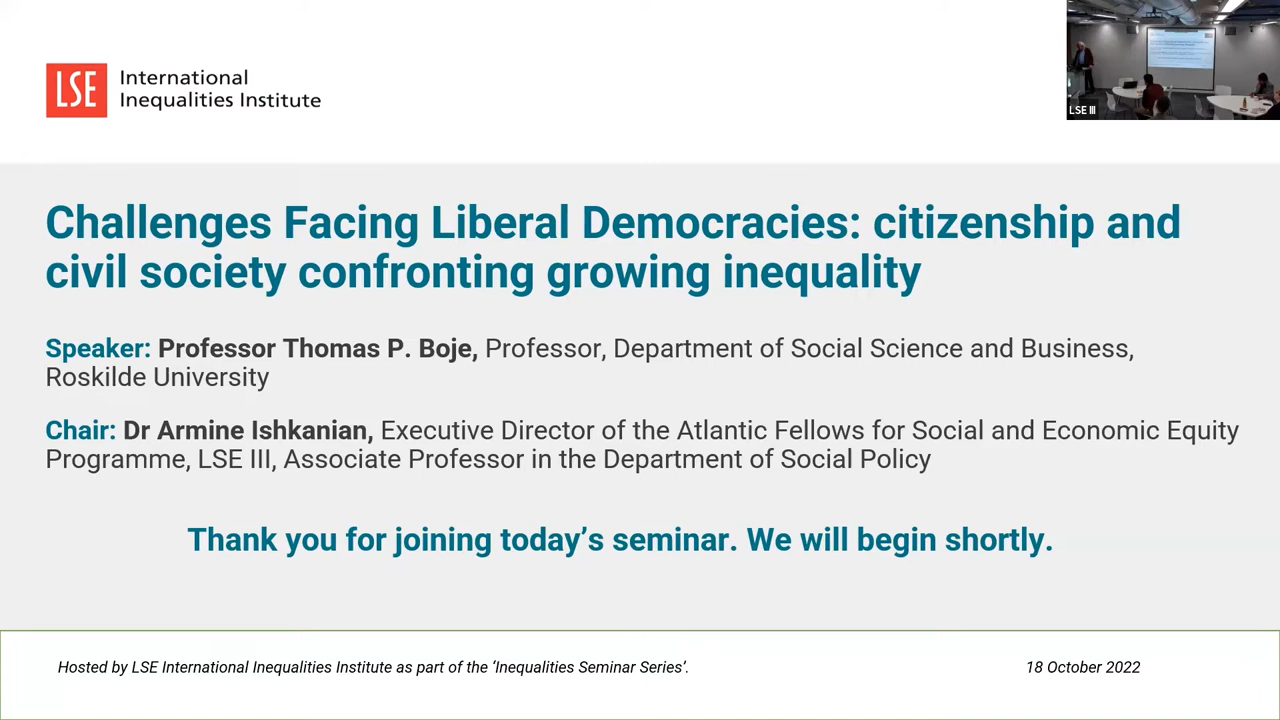 LSE
International
Inequalities Institute
LSE III
Challenges Facing Liberal Democracies: citizenship and
civil society confronting growing inequality
Speaker: Professor Thomas P. Boje, Professor, Department of Social Science and Business,
Roskilde University
Chair: Dr Armine Ishkanian, Executive Director of the Atlantic Fellows for Social and Economic Equity
Programme, LSE III, Associate Professor in the Department of Social Policy
Thank you for joining today’s seminar. We will begin shortly.
Hosted by LSE International Inequalities Institute as part of the ‘Inequalities Seminar Series’.
18 October 2022